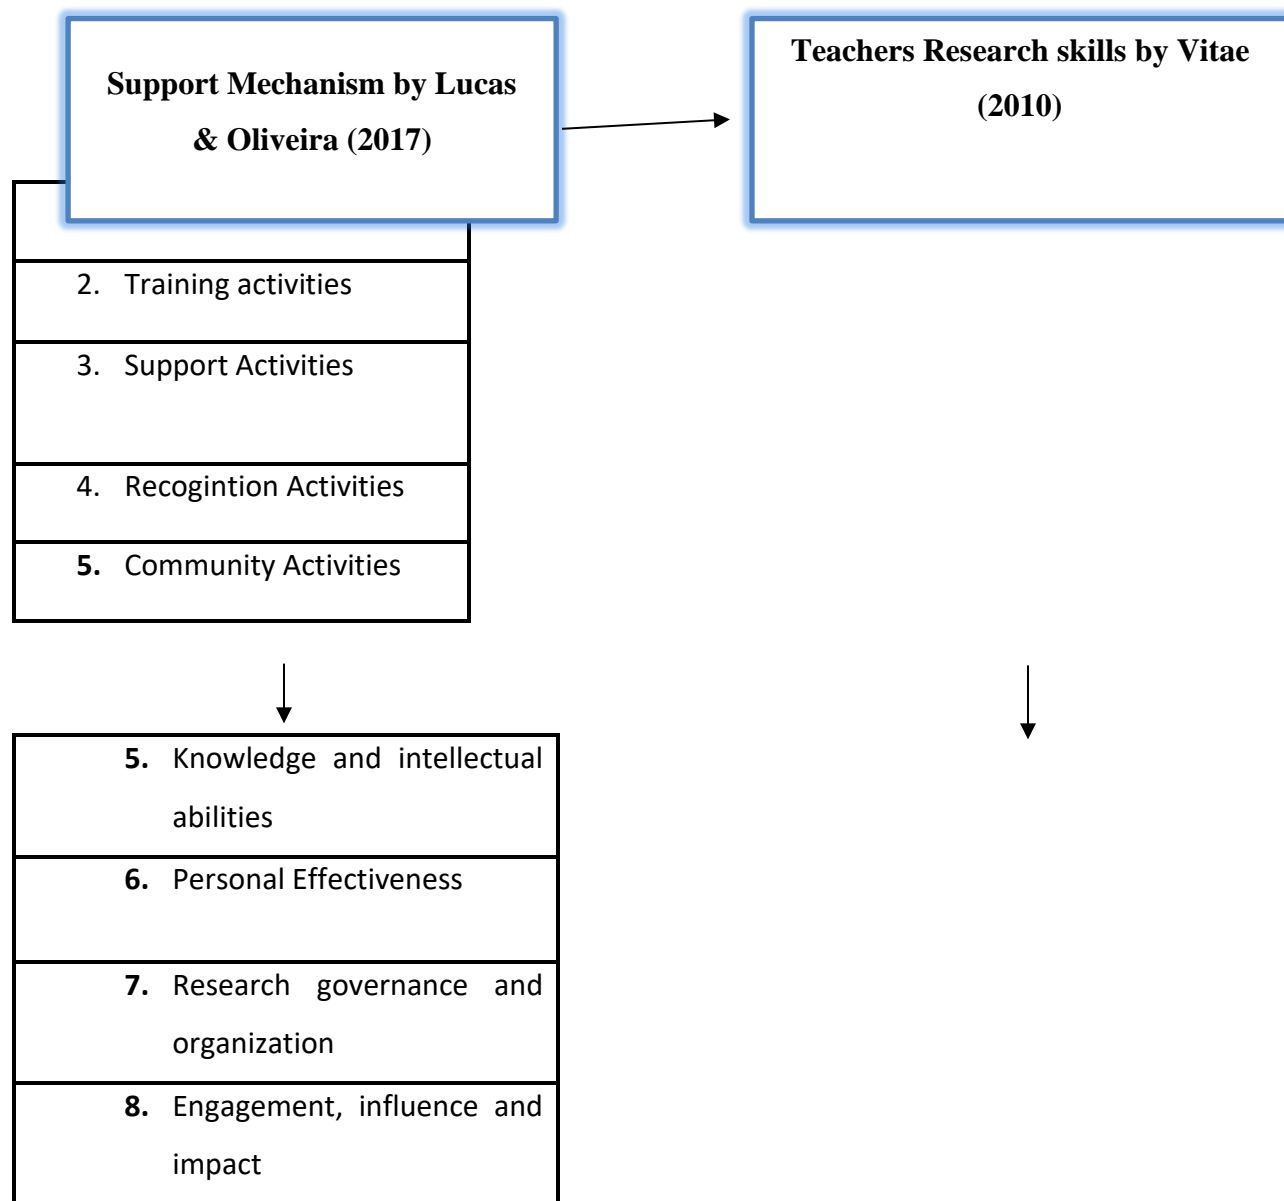 Support Mechanism by Lucas
& Oliveira (2017)
Teachers Research skills by Vitae
(2010)
2. Training activities
3. Support Activities
4. Recogintion Activities
5. Community Activities
5. Knowledge and intellectual
abilities
6. Personal Effectiveness
7. Research governance and
organization
8. Engagement, influence and
impact